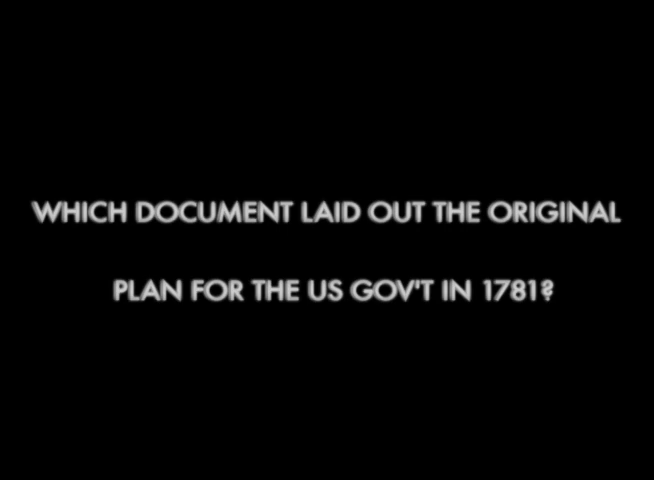 WHICH DOCUMENT LAID OUT THE ORIGINAL
PLAN FOR THE US GOV'T IN 1781?